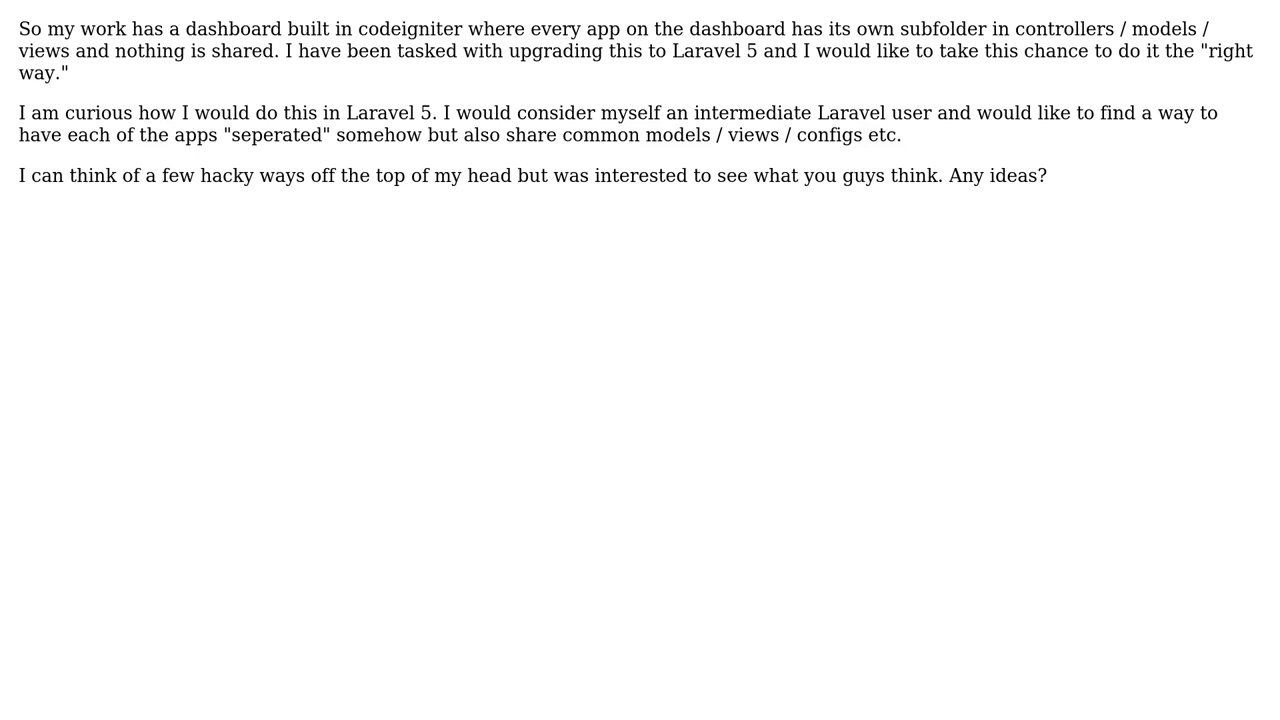 So my work has a dashboard built in codeigniter where every app on the dashboard has its own subfolder in controllers / models /
views and nothing is shared. I have been tasked with upgrading this to Laravel 5 and I would like to take this chance to do it the "right
way."
I am curious how I would do this in Laravel 5. I would consider myself an intermediate Laravel user and would like to find a way to
have each of the apps "seperated" somehow but also share common models / views / configs etc.
I can think of a few hacky ways off the top of my head but was interested to see what you guys think. Any ideas?